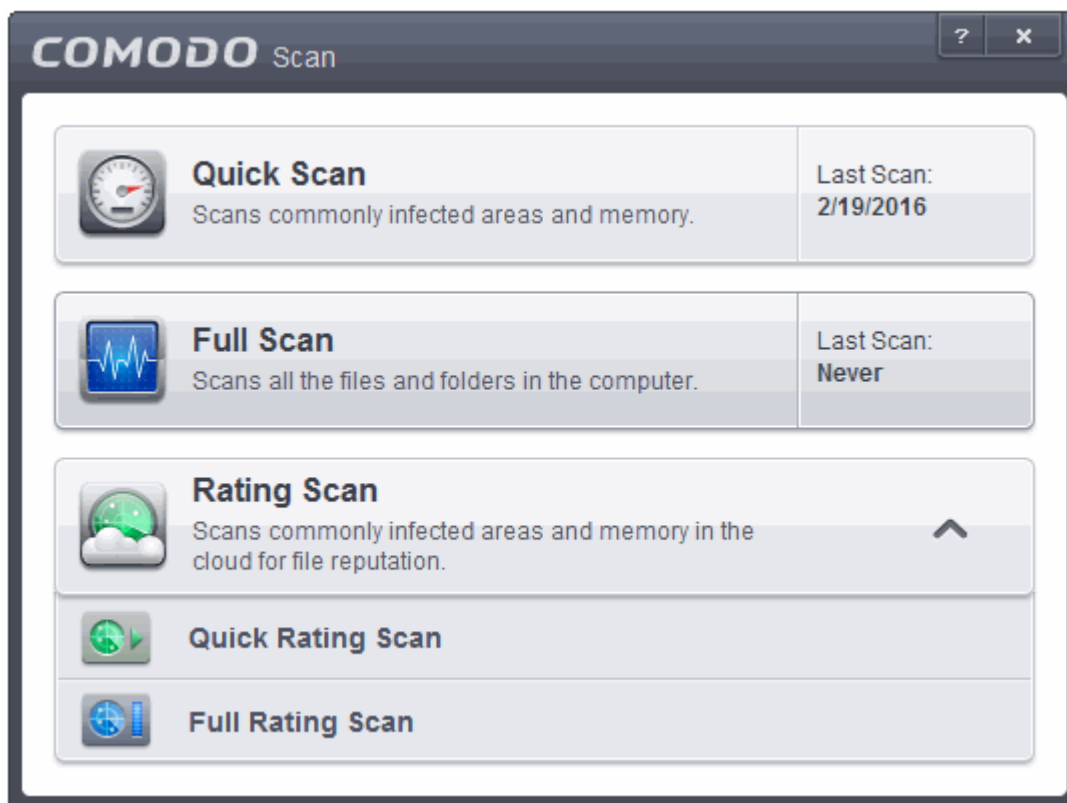 COMODO Scan
?
×
Quick Scan
Scans commonly infected areas and memory.
Last Scan:
2/19/2016
Full Scan
Scans all the files and folders in the computer.
Last Scan:
Never
Rating Scan
Scans commonly infected areas and memory in the
cloud for file reputation.
Quick Rating Scan
Full Rating Scan